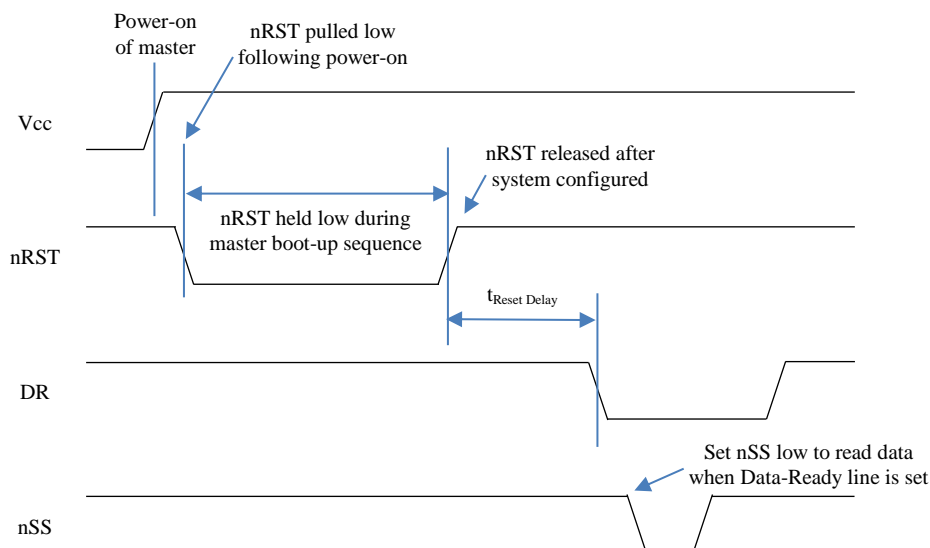 Power-on
of master
nRST pulled low
following power-on
Vcc
nRST released after
system configured
nRST held low during
master boot-up sequence
nRST
tReset Delay
DR
Set nSS low to read data
when Data-Ready line is set
nSS